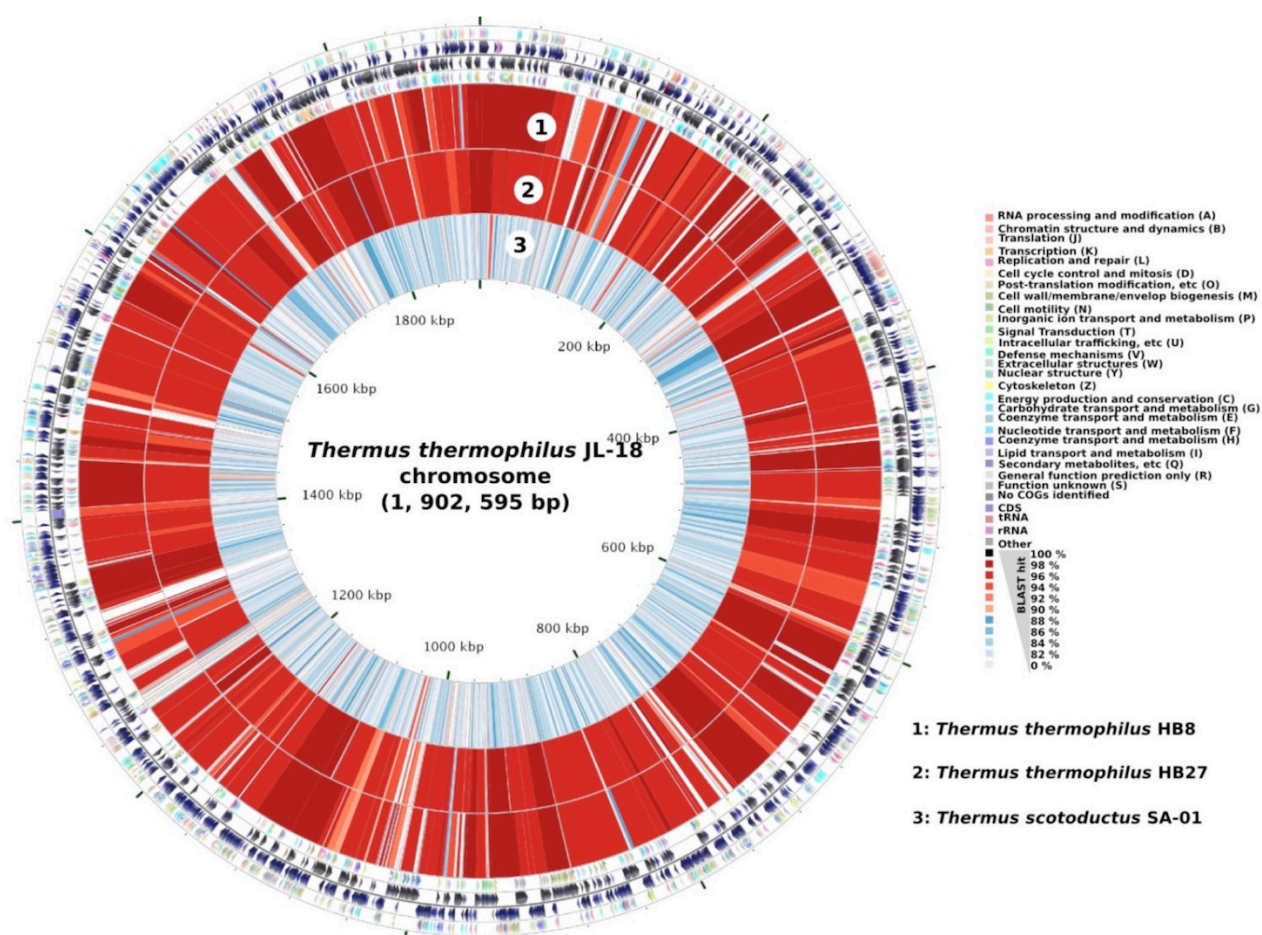 1
2
3
1800 kbp
200 kbp
1600 kbp
400 kbp
Thermus thermophilus JL-18
chromosome
(1, 902, 595 bp)
1400 kbp
600 kbp
1200 kbp
800 kbp
1000 kbp
RNA processing and modification (A)
Chromatin structure and dynamics (B)
Translation (J)
Transcription (K)
Replication and repair (L)
Cell cycle control and mitosis (D)
Post-translation modification, etc (O)
Cell wall/membrane/envelop biogenesis (M)
Cell motility (N)
Inorganic ion transport and metabolism (P)
Signal Transduction (T)
Intracellular trafficking, etc (U)
Defense mechanisms (V)
Extracellular structures (W)
Nuclear structure (Y)
Cytoskeleton (Z)
Energy production and conservation (C)
Carbohydrate transport and metabolism (G)
Coenzyme transport and metabolism (E)
Nucleotide transport and metabolism (F)
Coenzyme transport and metabolism (H)
Lipid transport and metabolism (I)
Secondary metabolites, etc (Q)
General function prediction only (R)
Function unknown (S)
No COGs identified
CDS
tRNA
rRNA
Other
BLAST hit
100 %
98 %
96 %
94 %
92 %
90 %
88 %
86 %
84 %
82 %
0 %
1: Thermus thermophilus HB8
2: Thermus thermophilus HB27
3: Thermus scotoductus SA-01